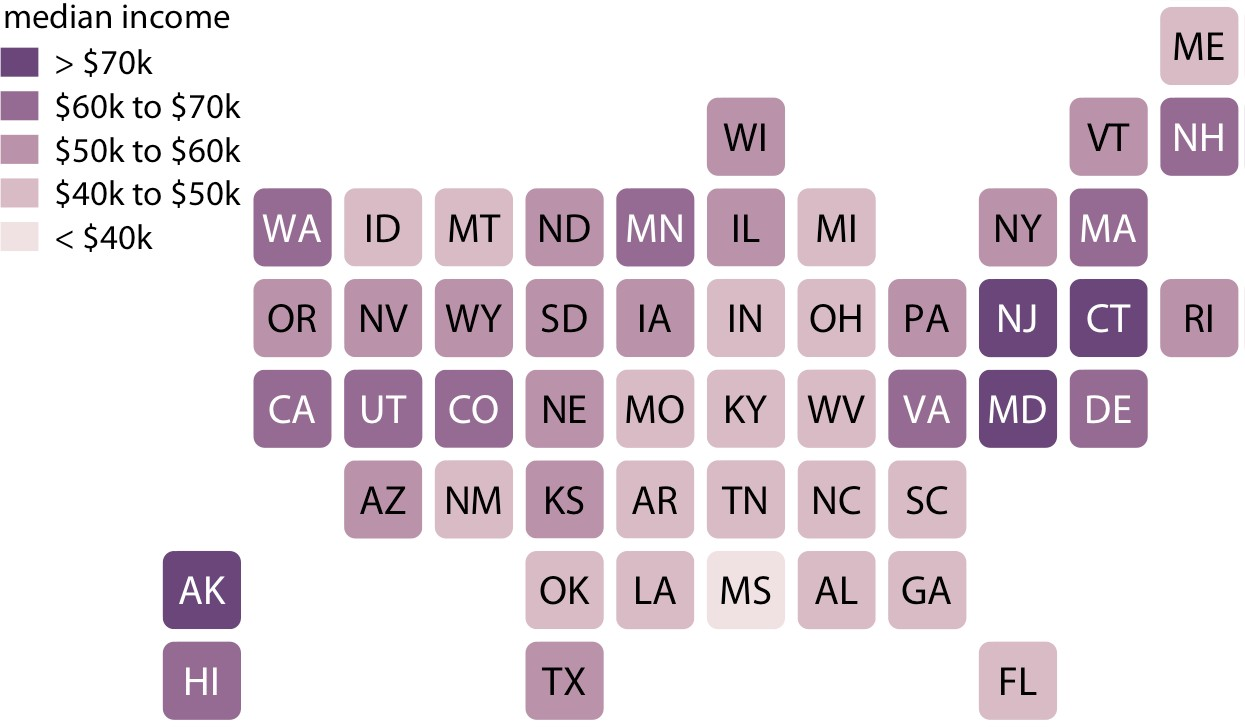 median income
> $70k
$60k to $70k
$50k to $60k
$40k to $50k
< $40k
ME
WI VT NH
WA ID MT ND MN IL MI NY MA
OR NV WY SD IA IN OH PA NJ CT RI
CA UT CO NE MO KY WV VA MD DE
AZ NM KS AR TN NC SC
AK OK LA MS AL GA
HI TX FL